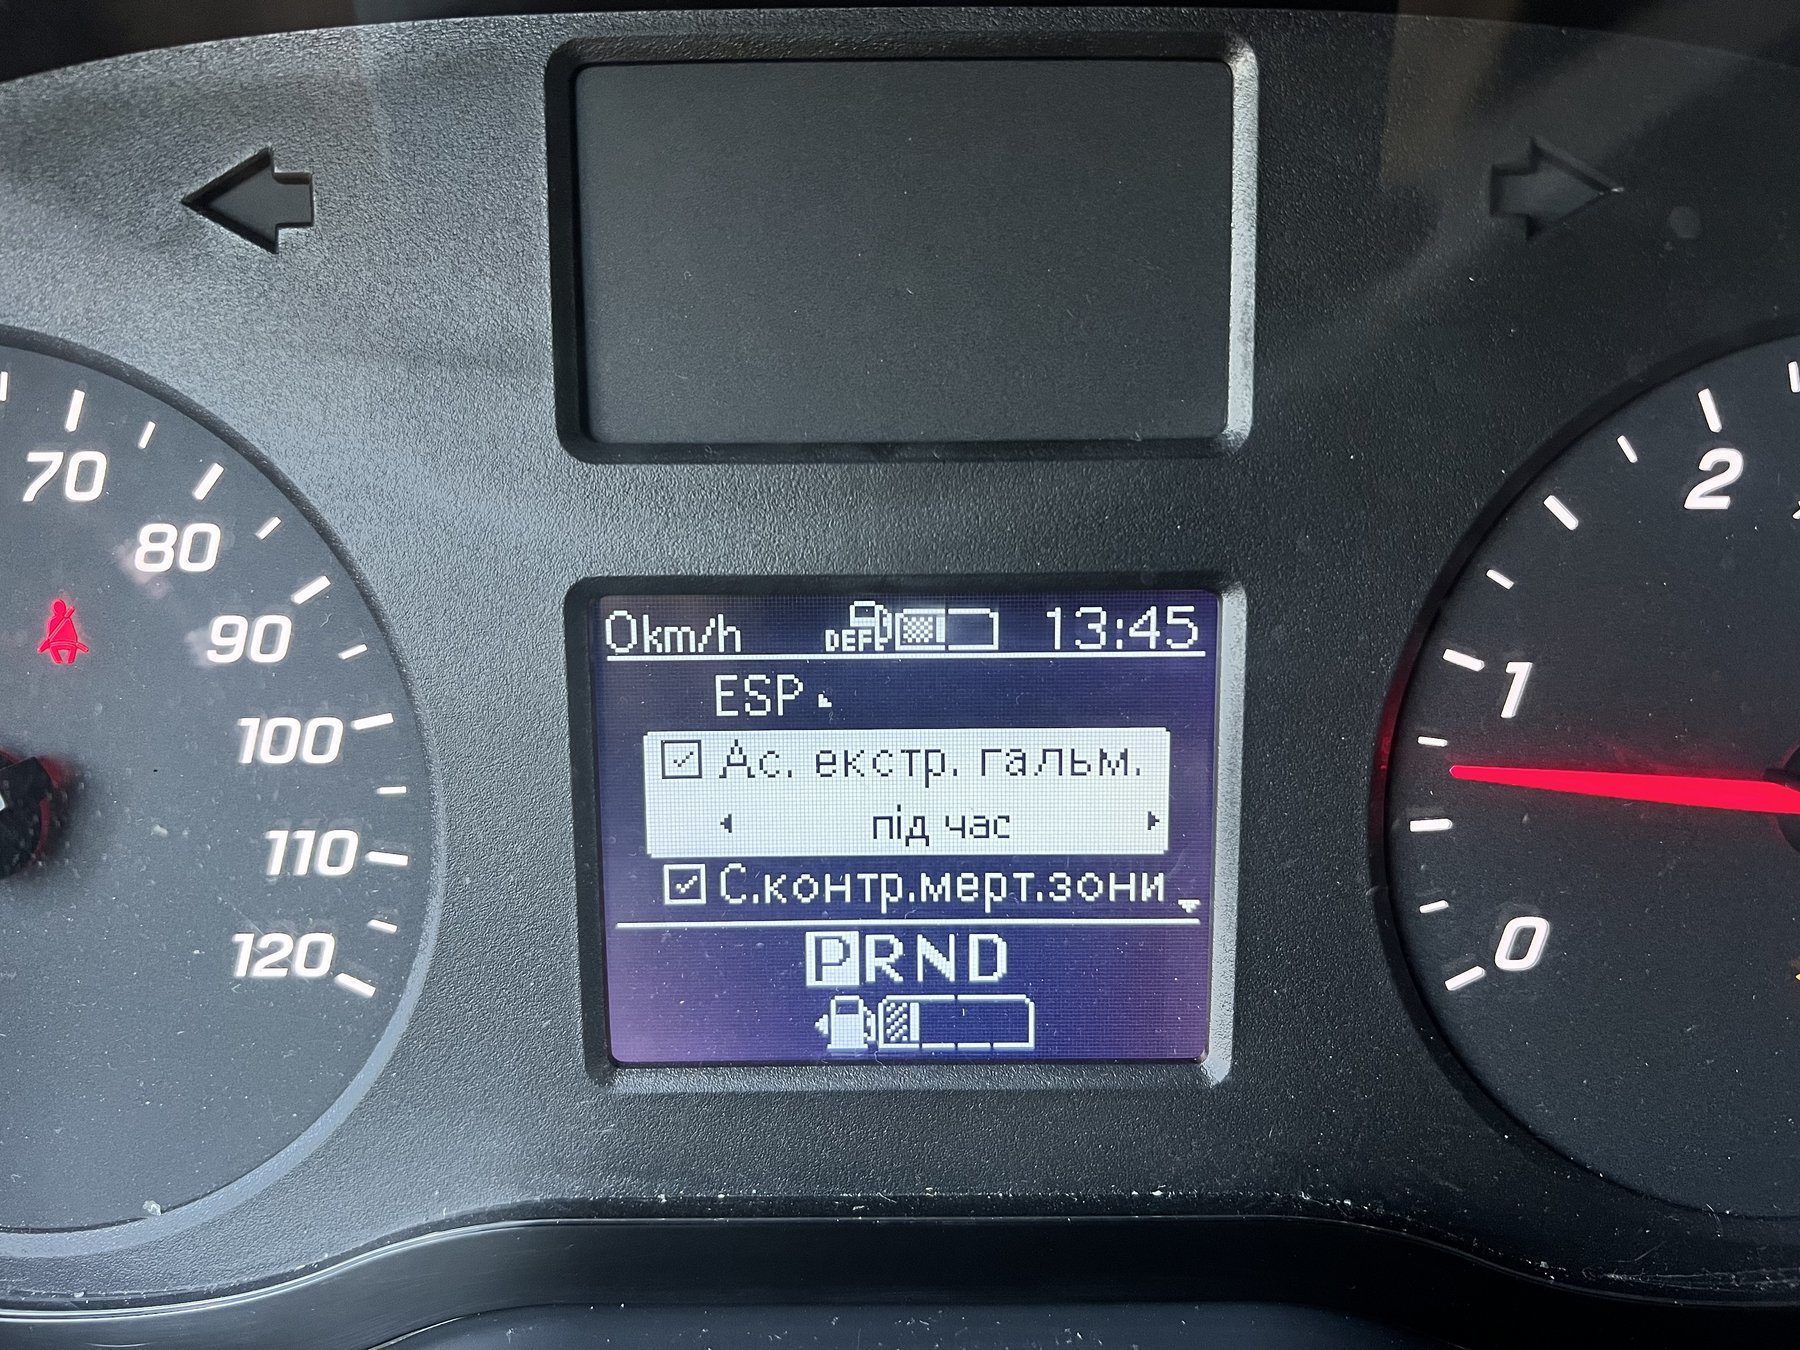 0km/h DEF 13:45
ESP
Ас. екстр. гальм.
під час
С.контр.мерт.зони
PRND
70
80
90
100
110
120
2
1
0